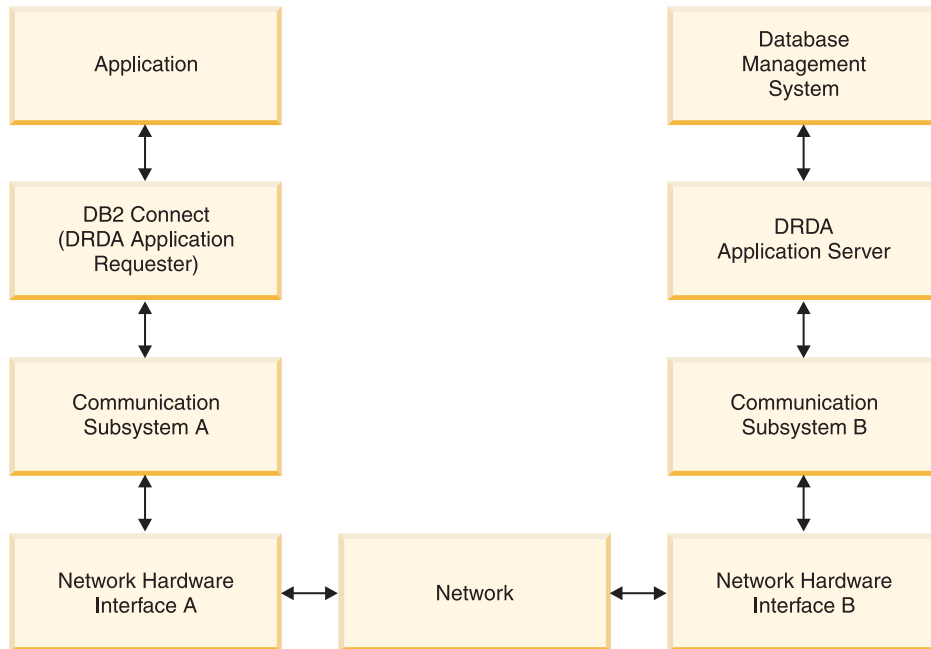 Application
Database
Management
System
DB2 Connect
(DRDA Application
Requester)
DRDA
Application Server
Communication
Subsystem A
Communication
Subsystem B
Network Hardware
Interface A
Network
Network Hardware
Interface B